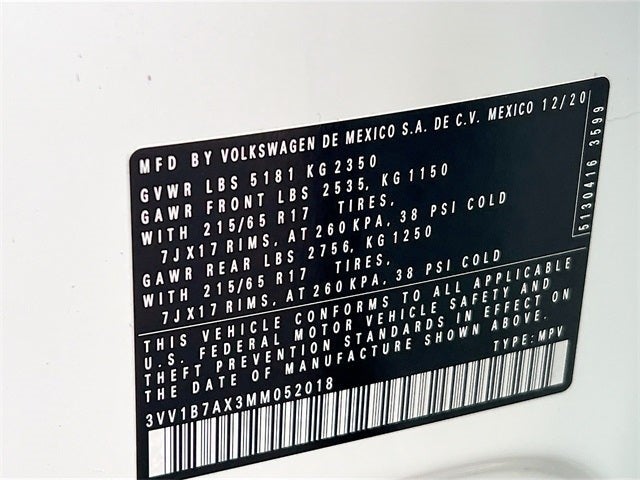 MFD BY VOLKSWAGEN DE MEXICO S.A. DE C.V. MEXICO 12/20
GVWR LBS 5181 KG 2350
GAWR FRONT LBS 2535, KG 1150
WITH 215/65 R17 TIRES,
7JX17 RIMS, AT 260 KPA, 38 PSI COLD
GAWR REAR LBS 2756, KG 1250
WITH 215/65 R17 TIRES,
7JX17 RIMS, AT 260 KPA, 38 PSI COLD
5130416 3599
THIS VEHICLE CONFORMS TO ALL APPLICABLE
U.S. FEDERAL MOTOR VEHICLE SAFETY AND
THEFT PREVENTION STANDARDS IN EFFECT ON
THE DATE OF MANUFACTURE SHOWN ABOVE.
3VV1B7AX3MM052018 TYPE:MPV